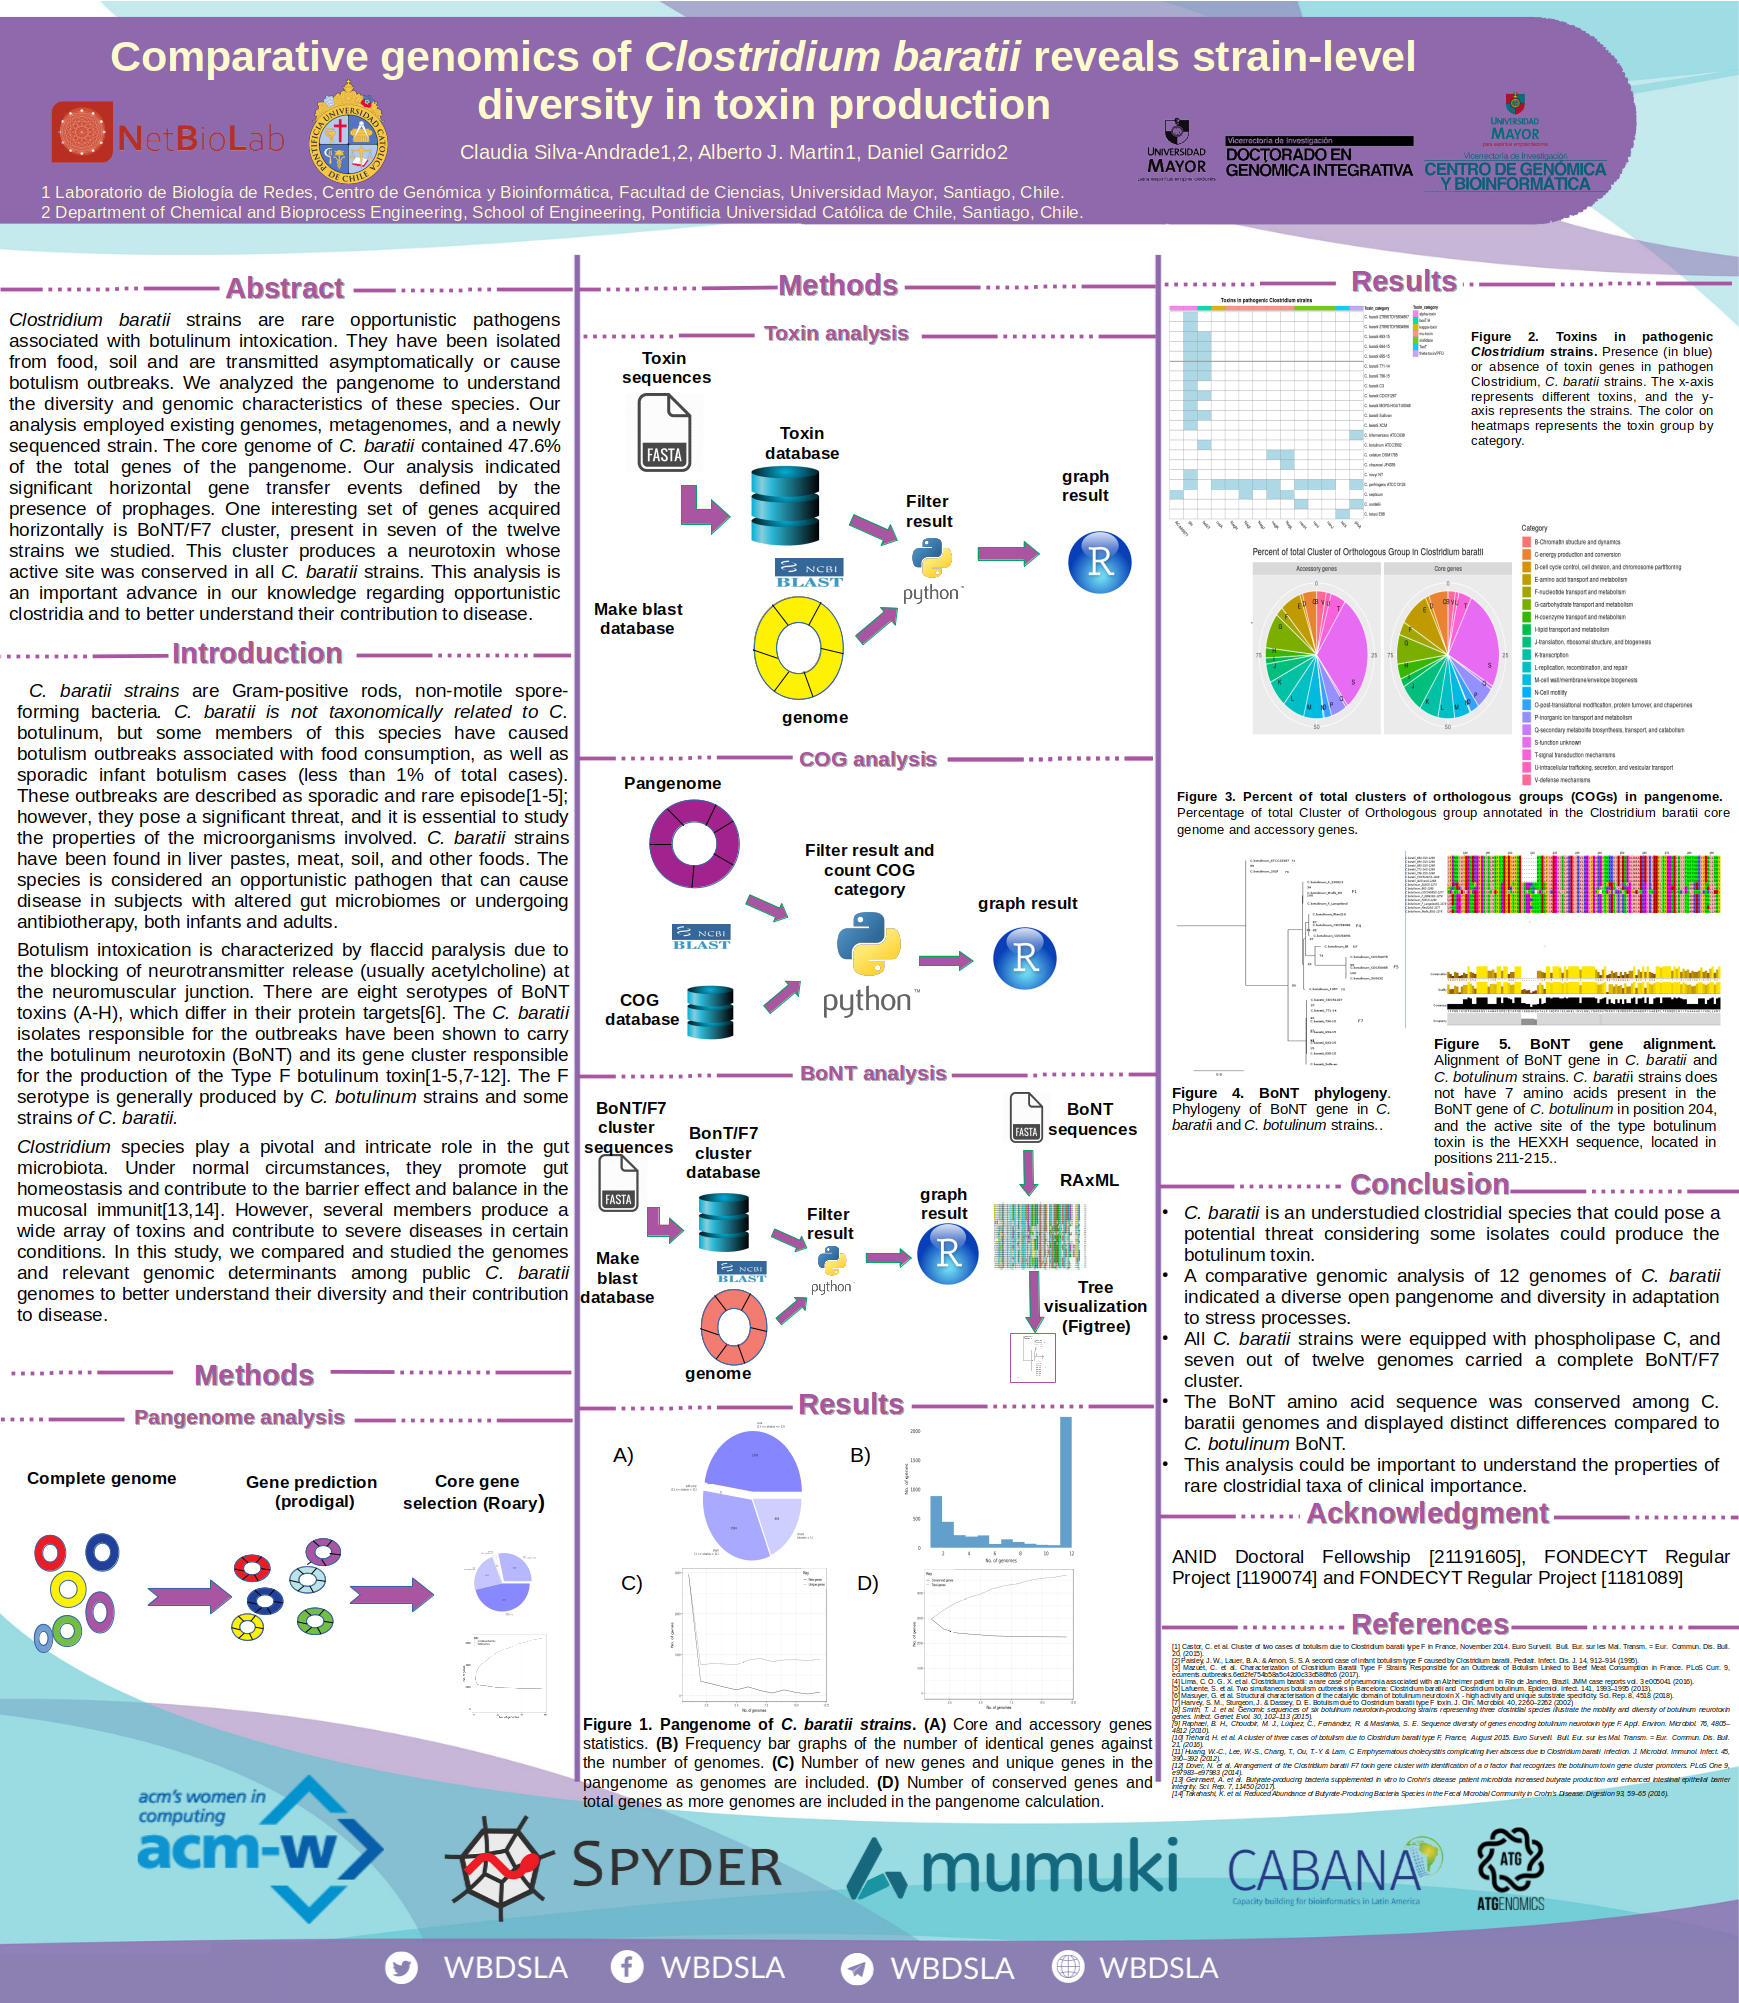 Comparative genomics of Clostridium baratii reveals strain-level
diversity in toxin production
NetBioLab
Claudia Silva-Andrade1,2, Alberto J. Martin1, Daniel Garrido2
UNIVERSIDAD
MAYOR
Vicerrectoría de Investigación
DOCTORADO EN
GENÓMICA INTEGRATIVA
UNIVERSIDAD
MAYOR
Vicerrectoría de Investigación
CENTRO DE GENÓMICA
Y BIOINFORMÁTICA
1 Laboratorio de Biología de Redes, Centro de Genómica y Bioinformática, Facultad de Ciencias, Universidad Mayor, Santiago, Chile.
2 Department of Chemical and Bioprocess Engineering, School of Engineering, Pontificia Universidad Católica de Chile, Santiago, Chile.
Abstract
Clostridium baratii strains are rare opportunistic pathogens
associated with botulinum intoxication. They have been isolated
from food, soil and are transmitted asymptomatically or cause
botulism outbreaks. We analyzed the pangenome to understand
the diversity and genomic characteristics of these species. Our
analysis employed existing genomes, metagenomes, and a newly
sequenced strain. The core genome of C. baratii contained 47.6%
of the total genes of the pangenome. Our analysis indicated
significant horizontal gene transfer events defined by the
presence of prophages. One interesting set of genes acquired
horizontally is BoNT/F7 cluster, present in seven of the twelve
strains we studied. This cluster produces a neurotoxin whose
active site was conserved in all C. baratii strains. This analysis is
an important advance in our knowledge regarding opportunistic
clostridia and to better understand their contribution to disease.
Introduction
C. baratii strains are Gram-positive rods, non-motile spore-
forming bacteria. C. baratii is not taxonomically related to C.
botulinum, but some members of this species have caused
botulism outbreaks associated with food consumption, as well as
sporadic infant botulism cases (less than 1% of total cases).
These outbreaks are described as sporadic and rare episode[1-5];
however, they pose a significant threat, and it is essential to study
the properties of the microorganisms involved. C. baratii strains
have been found in liver pastes, meat, soil, and other foods. The
species is considered an opportunistic pathogen that can cause
disease in subjects with altered gut microbiomes or undergoing
antibiotherapy, both infants and adults.
Botulism intoxication is characterized by flaccid paralysis due to
the blocking of neurotransmitter release (usually acetylcholine) at
the neuromuscular junction. There are eight serotypes of BoNT
toxins (A-H), which differ in their protein targets[6]. The C. baratii
isolates responsible for the outbreaks have been shown to carry
the botulinum neurotoxin (BoNT) and its gene cluster responsible
for the production of the Type F botulinum toxin[1-5,7-12]. The F
serotype is generally produced by C. botulinum strains and some
strains of C. baratii.
Clostridium species play a pivotal and intricate role in the gut
microbiota. Under normal circumstances, they promote gut
homeostasis and contribute to the barrier effect and balance in the
mucosal immunit[13,14]. However, several members produce a
wide array of toxins and contribute to severe diseases in certain
conditions. In this study, we compared and studied the genomes
and relevant genomic determinants among public C. baratii
genomes to better understand their diversity and their contribution
to disease.
Methods
Pangenome analysis
Complete genome
Gene prediction
(prodigal)
Core gene
selection (Roary)
Methods
Toxin analysis
Toxin
sequences
FASTA
Toxin
database
NCBI
BLAST
Make blast
database
genome
Filter
result
python
graph
result
R
COG analysis
Pangenome
NCBI
BLAST
COG
database
Filter result and
count COG
category
python
graph result
R
BoNT analysis
BoNT/F7
cluster
sequences
FASTA
Make
blast
database
BonT/F7
cluster
database
NCBI
BLAST
genome
Filter
result
python
graph
result
R
FASTA
BoNT
sequences
RAxML
Tree
visualization
(Figtree)
Results
A)
B)
No. of genomes
C)
D)
Figure 1. Pangenome of C. baratii strains. (A) Core and accessory genes
statistics. (B) Frequency bar graphs of the number of identical genes against
the number of genomes. (C) Number of new genes and unique genes in the
pangenome as genomes are included. (D) Number of conserved genes and
total genes as more genomes are included in the pangenome calculation.
Results
Toxins in pathogenic Clostridium strains
Figure 2. Toxins in pathogenic
Clostridium strains. Presence (in blue)
or absence of toxin genes in pathogen
Clostridium, C. baratii strains. The x-axis
represents different toxins, and the y-
axis represents the strains. The color on
heatmaps represents the toxin group by
category.
Percent of total Cluster of Orthologous Group in Clostridium baratii
Accessory genes
Core genes
Category
B-Chromatin structure and dynamics
C-energy production and conversion
D-cell cycle control, cell division, and chromosome partitioning
E-amino acid transport and metabolism
F-nucleotide transport and metabolism
G-carbohydrate transport and metabolism
H-coenzyme transport and metabolism
I-lipid transport and metabolism
J-translation, ribosomal structure, and biogenesis
K-transcription
L-replication, recombination, and repair
M-cell wall/membrane/envelope biogenesis
N-Cell motility
O-post-translational modification, protein turnover, and chaperones
P-inorganic ion transport and metabolism
Q-secondary metabolite biosynthesis, transport, and catabolism
S-function unknown
T-signal transduction mechanisms
U-intracellular trafficking, secretion, and vesicular transport
V-defense mechanisms
Figure 3. Percent of total clusters of orthologous groups (COGs) in pangenome.
Percentage of total Cluster of Orthologous group annotated in the Clostridium baratii core
genome and accessory genes.
Figure 4. BoNT phylogeny.
Phylogeny of BoNT gene in C.
baratii and C. botulinum strains..
Figure 5. BoNT gene alignment.
Alignment of BoNT gene in C. baratii and
C. botulinum strains. C. baratii strains does
not have 7 amino acids present in the
BoNT gene of C. botulinum in position 204,
and the active site of the type botulinum
toxin is the HEXXH sequence, located in
positions 211-215..
Conclusion
• C. baratii is an understudied clostridial species that could pose a
potential threat considering some isolates could produce the
botulinum toxin.
• A comparative genomic analysis of 12 genomes of C. baratii
indicated a diverse open pangenome and diversity in adaptation
to stress processes.
• All C. baratii strains were equipped with phospholipase C, and
seven out of twelve genomes carried a complete BoNT/F7
cluster.
• The BoNT amino acid sequence was conserved among C.
baratii genomes and displayed distinct differences compared to
C. botulinum BoNT.
• This analysis could be important to understand the properties of
rare clostridial taxa of clinical importance.
Acknowledgment
ANID Doctoral Fellowship [21191605], FONDECYT Regular
Project [1190074] and FONDECYT Regular Project [1181089]
References
acm's women in
computing
acm-w
SPYDER
mumuki
CABANA
Capacity building for bioinformatics in Latin America
ATG
ATGENOMICS
WBDSLA
WBDSLA
WBDSLA
WBDSLA